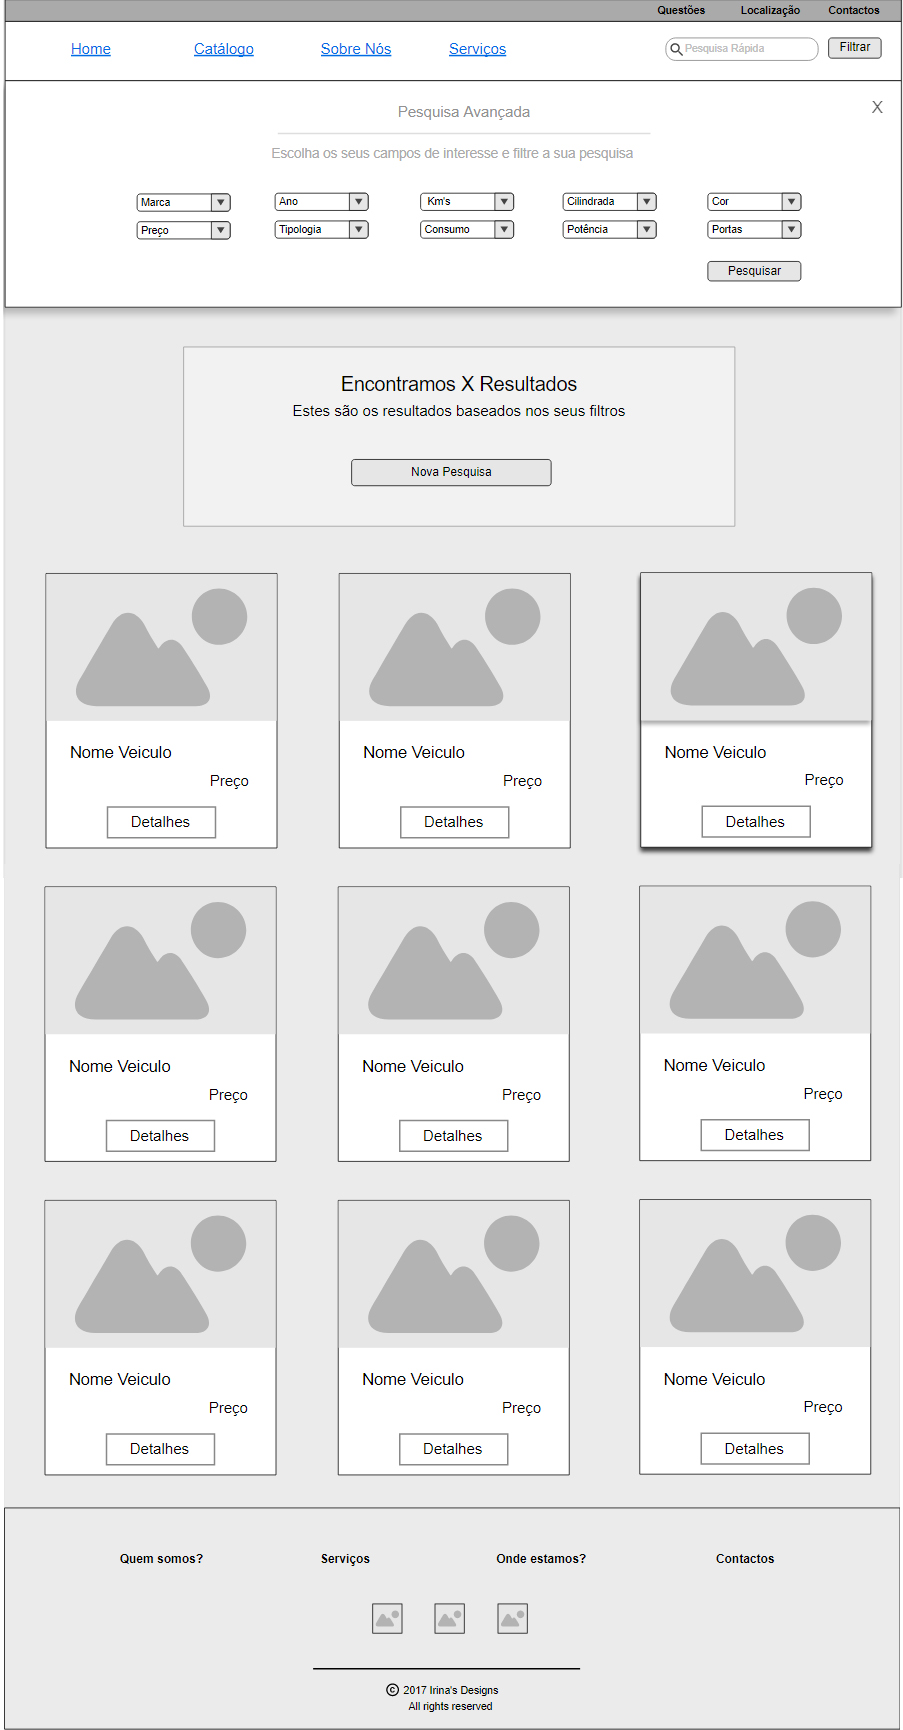 Questões Localização Contactos
Home Catálogo Sobre Nós Serviços Pesquisa Rápida Filtrar
Pesquisa Avançada X
Escolha os seus campos de interesse e filtre a sua pesquisa
Marca Ano Km's Cilindrada Cor
Preço Tipologia Consumo Potência Portas
Pesquisar
Encontramos X Resultados
Estes são os resultados baseados nos seus filtros
Nova Pesquisa
Nome Veiculo Nome Veiculo Nome Veiculo
Preço Preço Preço
Detalhes Detalhes Detalhes
Nome Veiculo Nome Veiculo Nome Veiculo
Preço Preço Preço
Detalhes Detalhes Detalhes
Nome Veiculo Nome Veiculo Nome Veiculo
Preço Preço Preço
Detalhes Detalhes Detalhes
Quem somos? Serviços Onde estamos? Contactos
© 2017 Irina's Designs
All rights reserved